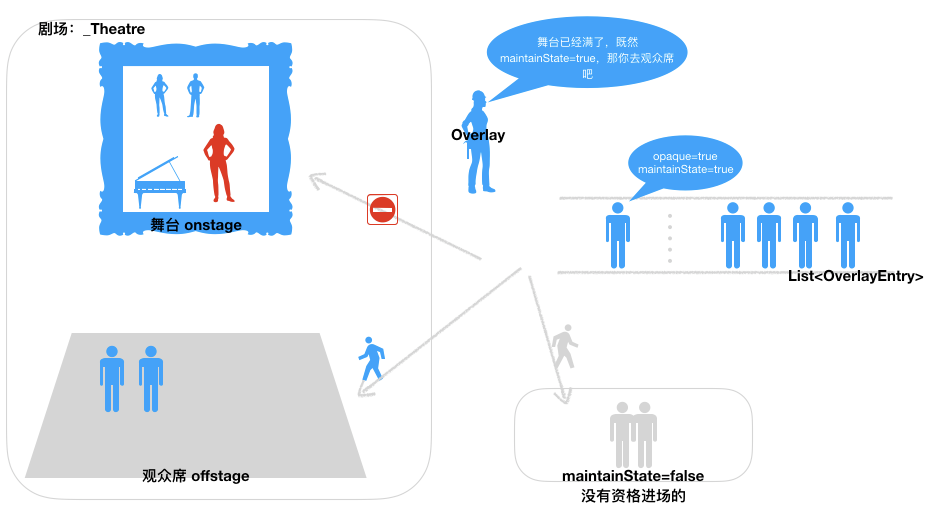 剧场：_Theatre
舞台已经满了，既然
maintainState=true，那你去观众席
吧
Overlay
opaque=true
maintainState=true
舞台 onstage
List<OverlayEntry>
观众席 offstage
maintainState=false
没有资格进场的